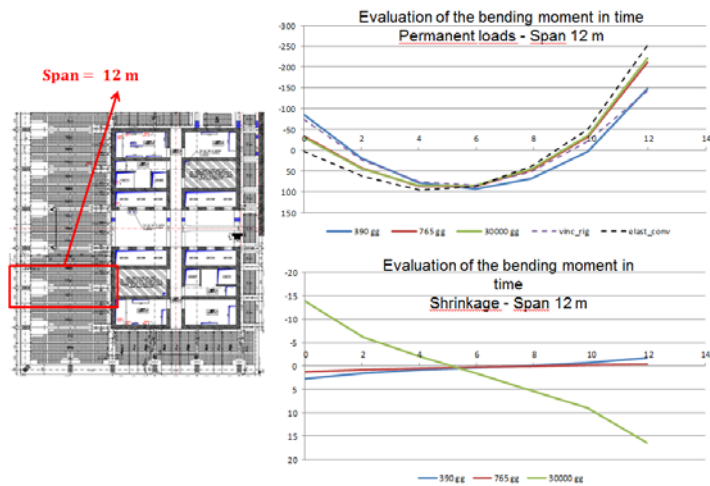 Span = 12 m
Evaluation of the bending moment in time
Permanent loads - Span 12 m
-300
-250
-200
-150
-100
-50
0
50
100
150
0 2 4 6 8 10 12 14
390 gg 765 gg 30000 gg vinc_rig elast_conv
Evaluation of the bending moment in
time
Shrinkage - Span 12 m
-20
-15
-10
-5
0
5
10
15
20
0 2 4 6 8 10 12 14
390 gg 765 gg 30000 gg